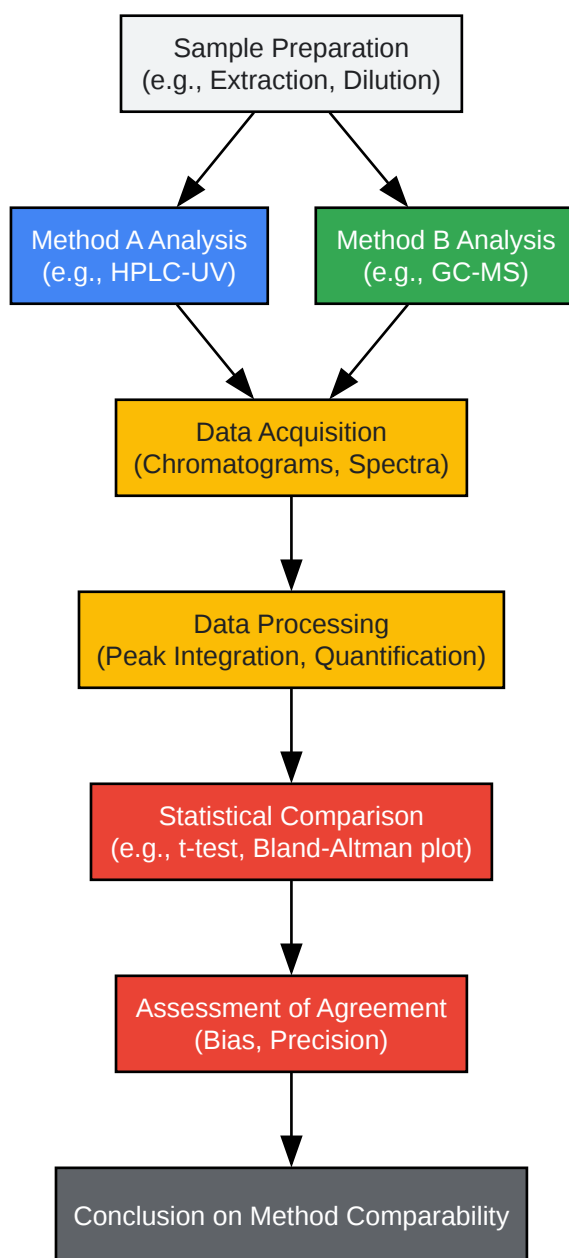 Sample Preparation
(e.g., Extraction, Dilution)
Method A Analysis
(e.g., HPLC-UV)
Method B Analysis
(e.g., GC-MS)
Data Acquisition
(Chromatograms, Spectra)
Data Processing
(Peak Integration, Quantification)
Statistical Comparison
(e.g., t-test, Bland-Altman plot)
Assessment of Agreement
(Bias, Precision)
Conclusion on Method Comparability